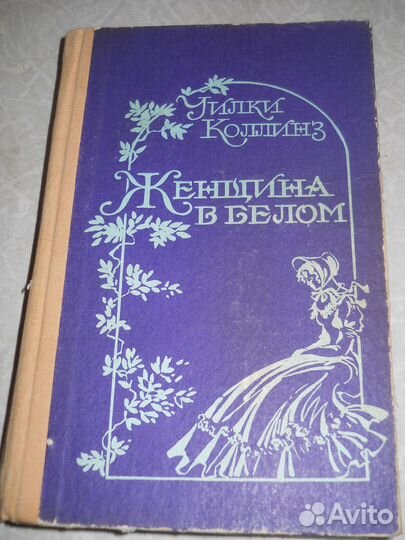 Уилки
Коллинз
Женщина
в белом
Avito